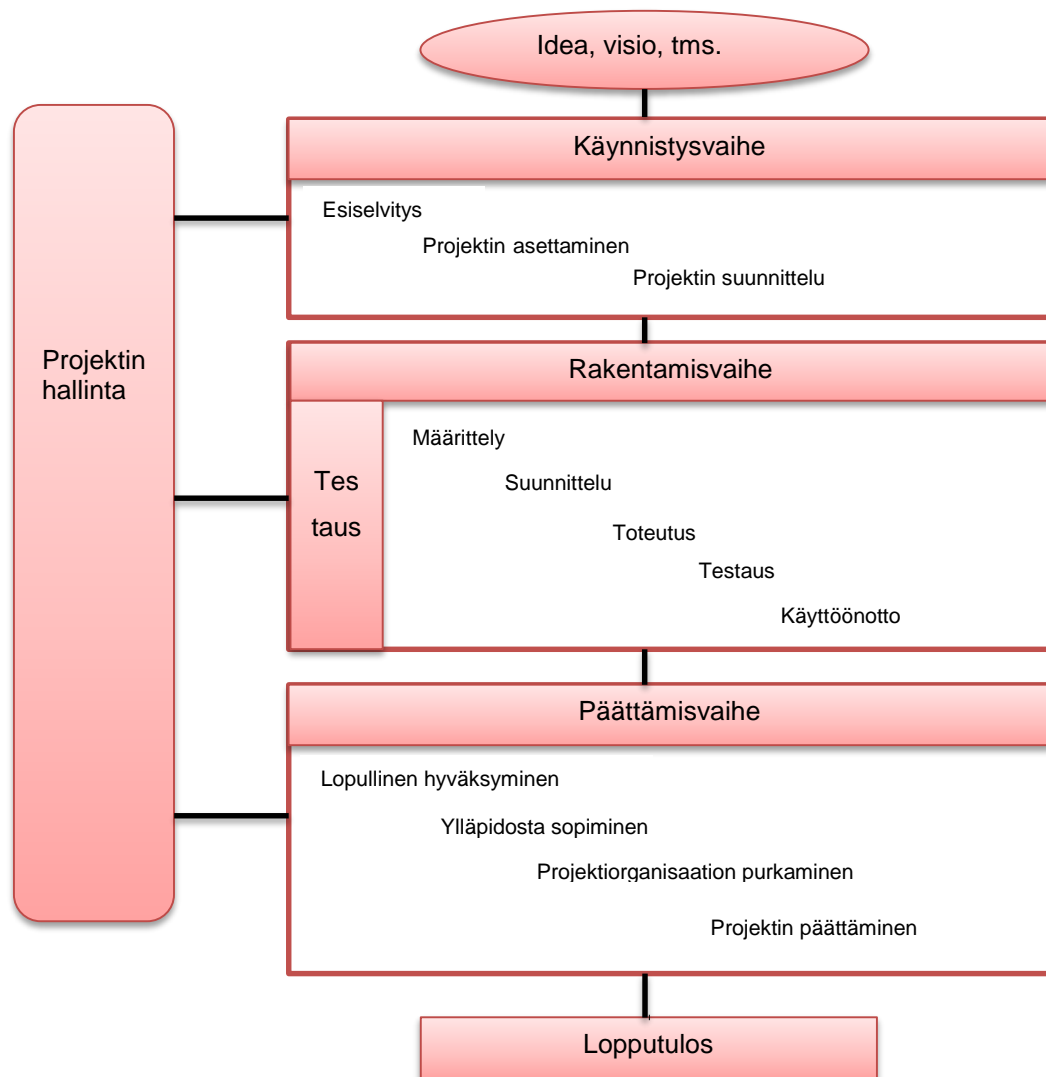 Idea, visio, tms.
Käynnistysvaihe
Esiselvitys
Projektin asettaminen
Projektin suunnittelu
Projektin
hallinta
Rakentamisvaihe
Tes
taus
Määrittely
Suunnittelu
Toteutus
Testaus
Käyttöönotto
Päättämisvaihe
Lopullinen hyväksyminen
Ylläpidosta sopiminen
Projektiorganisaation purkaminen
Projektin päättäminen
Lopputulos